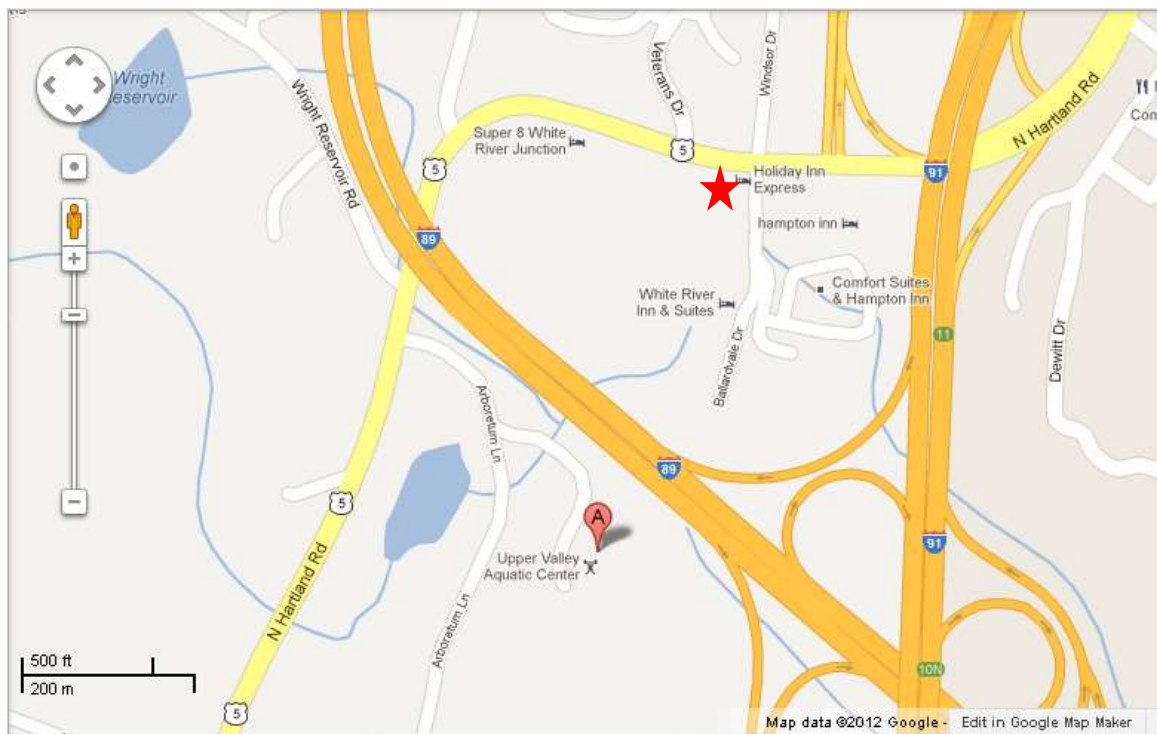 Wright
Reservoir
Wright Reservoir Rd
Veterans Dr
Windsor Dr
N Hartland Rd
Super 8 White
River Junction
5
5
91
Holiday Inn
Express
hampton inn
89
White River
Inn & Suites
Comfort Suites
& Hampton Inn
11
Ballardvale Dr
Dewitt Dr
Arboretum Ln
89
5
A
91
Upper Valley
Aquatic Center
N Hartland Rd
Arboretum Ln
500 ft
200 m
10N
5
Map data ©2012 Google - Edit in Google Map Maker